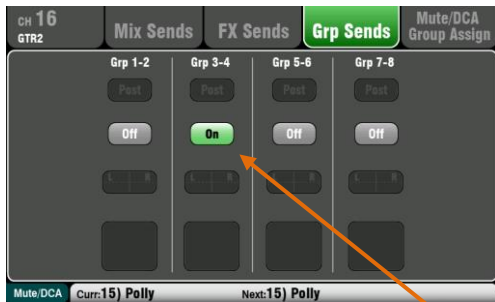 CH 16
GTR2
Mix Sends
FX Sends
Grp Sends
Mute/DCA
Group Assign
Grp 1-2
Grp 3-4
Grp 5-6
Grp 7-8
Post
Post
Post
Post
Off
On
Off
Off
L R
L R
L R
L R
Mute/DCA
Curr:15) Polly
Next:15) Polly